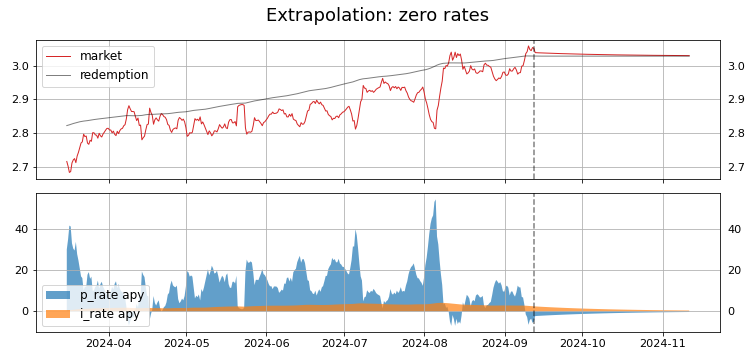 Extrapolation: zero rates
market
redemption
3.0 3.0
2.9 2.9
2.8 2.8
2.7 2.7
40 40
20 20
0 0
p_rate apy
r_rate apy
2024-04 2024-05 2024-06 2024-07 2024-08 2024-09 2024-10 2024-11